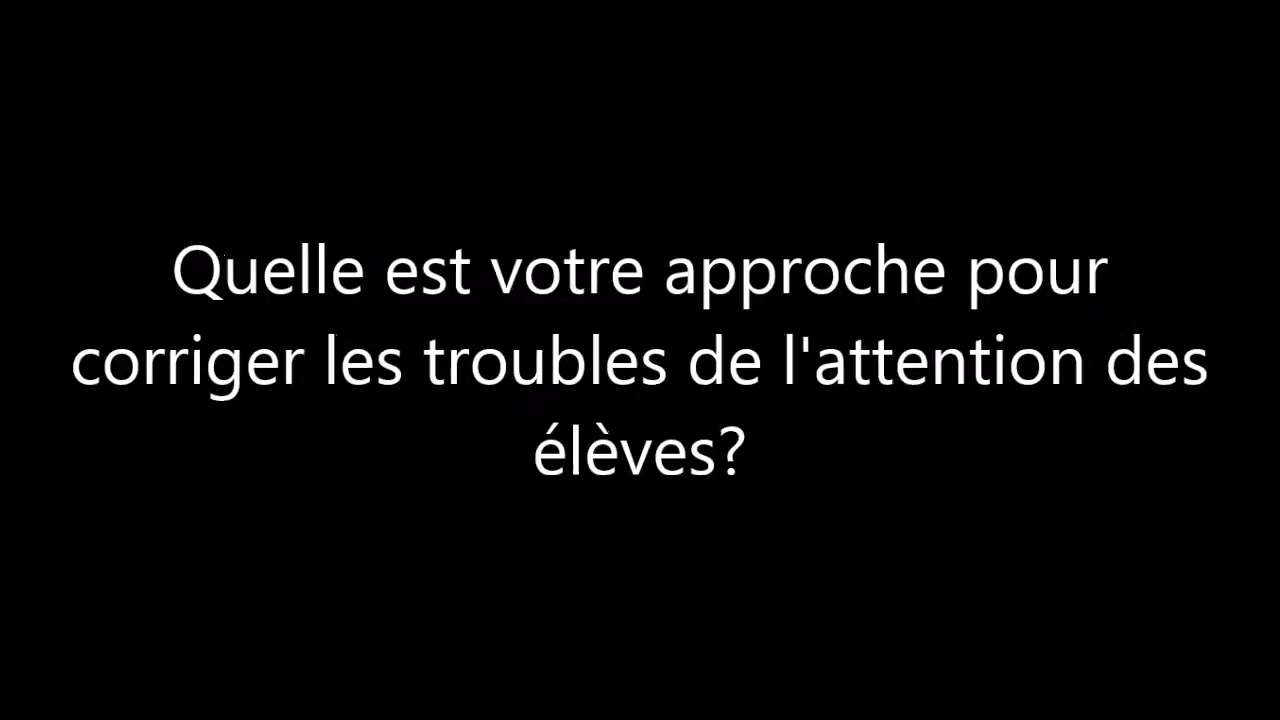 Quelle est votre approche pour
corriger les troubles de l'attention des
élèves?